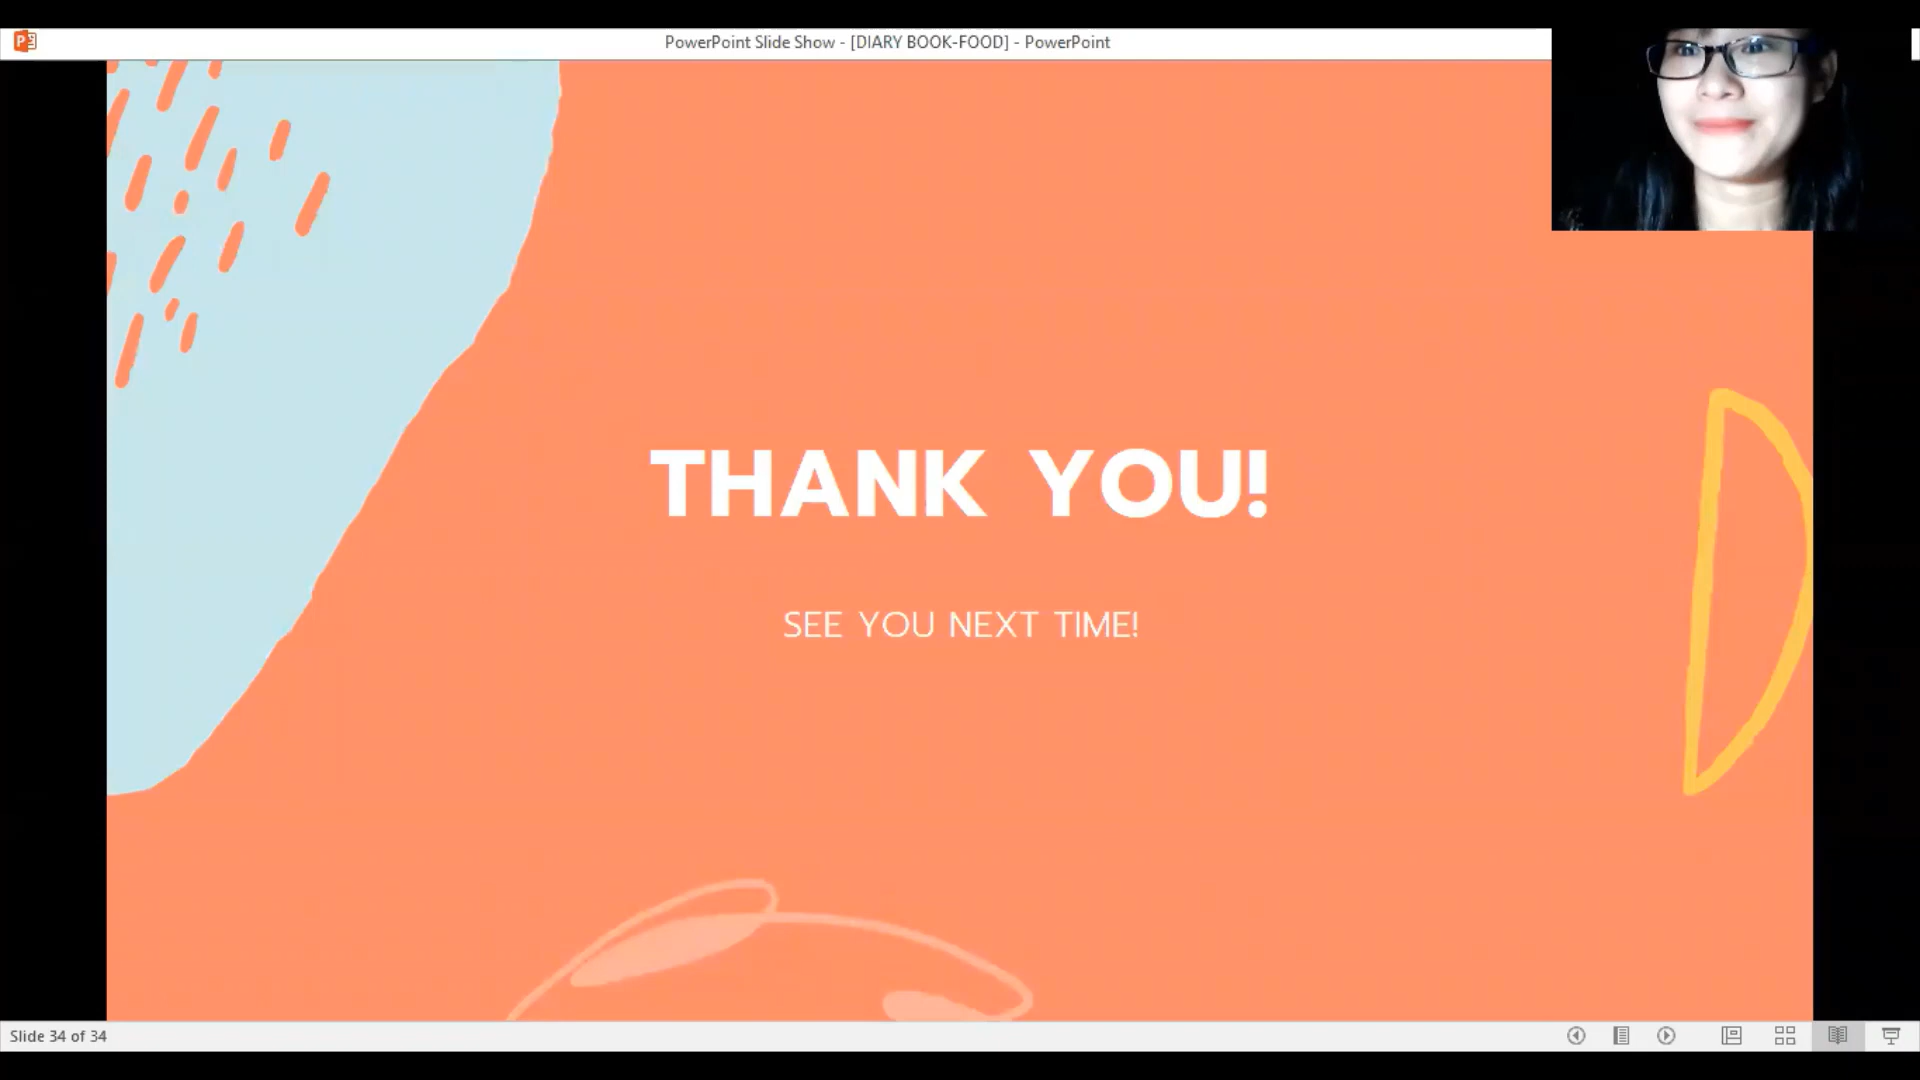 PowerPoint Slide Show - [DIARY BOOK-FOOD] - PowerPoint
THANK YOU!
SEE YOU NEXT TIME!
Slide 34 of 34